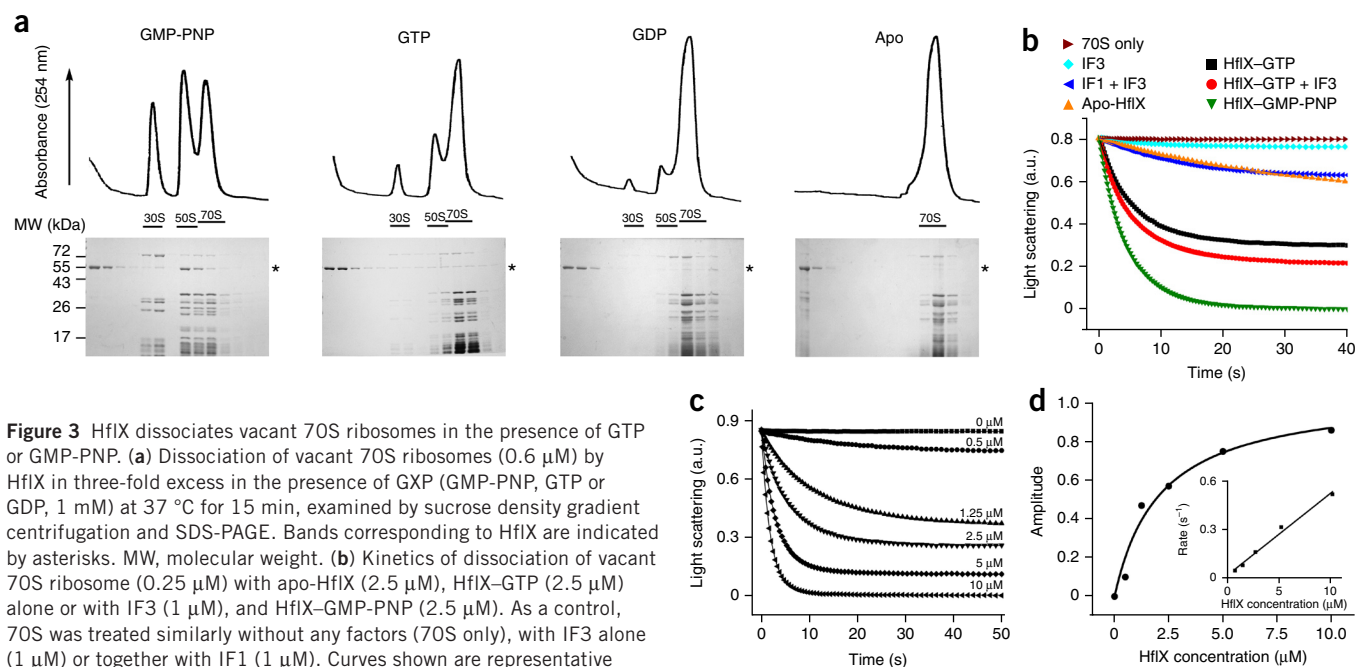 a
GMP-PNP
GTP
GDP
Apo
Absorbance (254 nm)
30S
50S
70S
30S
50S
70S
30S
50S
70S
70S
MW (kDa)
72
55
43
26
17
*
*
*
*
b
70S only
IF3
IF1 + IF3
Apo-HflX
HflX–GTP
HflX–GTP + IF3
HflX–GMP-PNP
Light scattering (a.u.)
0.8
0.6
0.4
0.2
0
0
10
20
30
40
Time (s)
Figure 3 HflX dissociates vacant 70S ribosomes in the presence of GTP
or GMP-PNP. (a) Dissociation of vacant 70S ribosomes (0.6 μM) by
HflX in three-fold excess in the presence of GXP (GMP-PNP, GTP or
GDP, 1 mM) at 37 °C for 15 min, examined by sucrose density gradient
centrifugation and SDS-PAGE. Bands corresponding to HflX are indicated
by asterisks. MW, molecular weight. (b) Kinetics of dissociation of vacant
70S ribosome (0.25 μM) with apo-HflX (2.5 μM), HflX–GTP (2.5 μM)
alone or with IF3 (1 μM), and HflX–GMP-PNP (2.5 μM). As a control,
70S was treated similarly without any factors (70S only), with IF3 alone
(1 μM) or together with IF1 (1 μM). Curves shown are representative
c
Light scattering (a.u.)
0.9
0.6
0.3
0
0 μM
0.5 μM
1.25 μM
2.5 μM
5 μM
10 μM
0
10
20
30
40
50
Time (s)
d
Amplitude
1.0
0.8
0.6
0.4
0.2
0
0
2.5
5.0
7.5
10.0
HflX concentration (μM)
Rate (s⁻¹)
0.6
0.3
0
0
5
10
HflX concentration (μM)